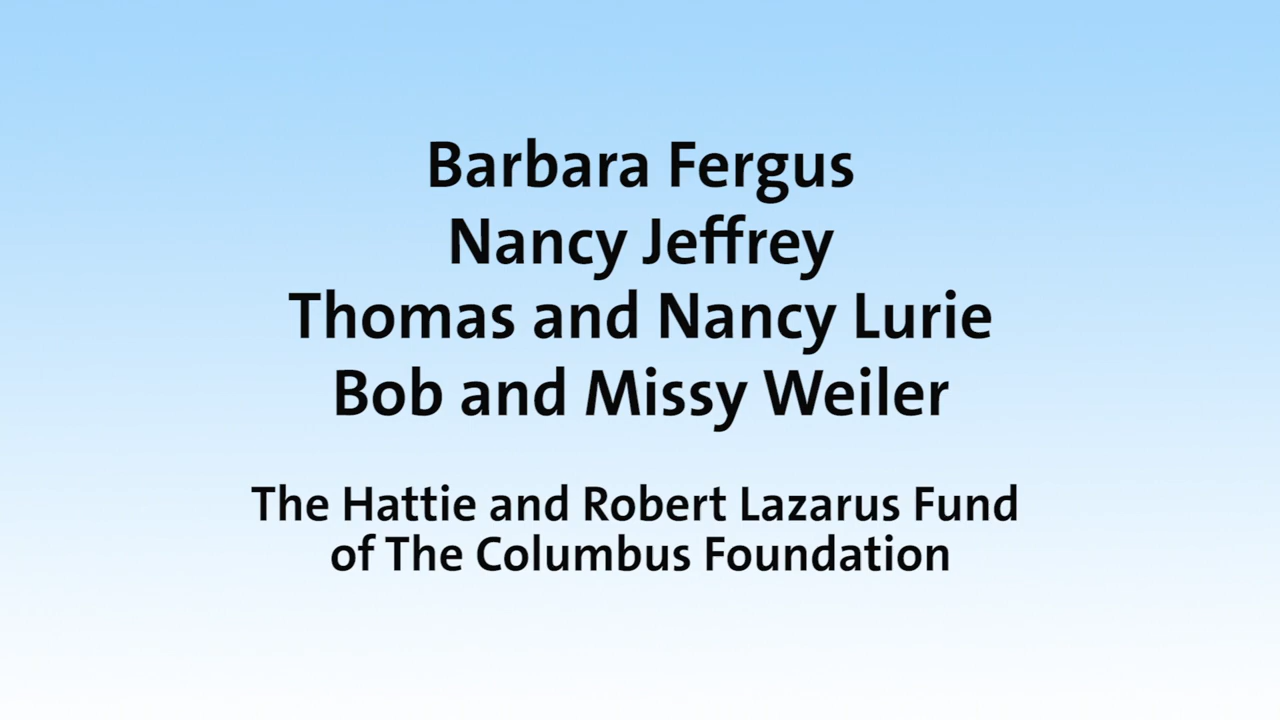 Barbara Fergus
Nancy Jeffrey
Thomas and Nancy Lurie
Bob and Missy Weiler
The Hattie and Robert Lazarus Fund
of The Columbus Foundation